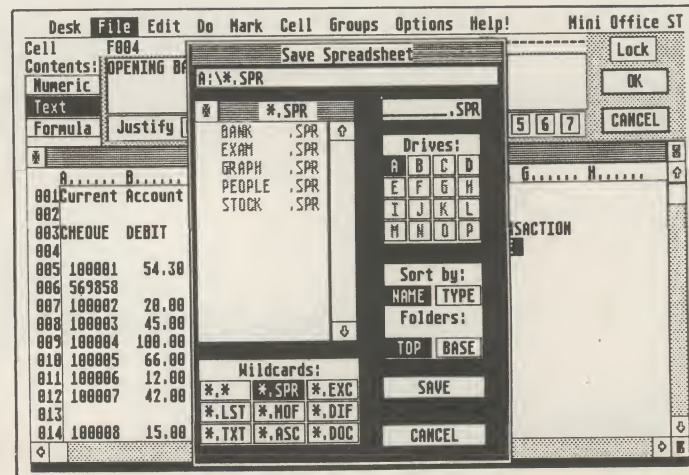 Desk File Edit Do Mark Cell Groups Options Help! Mini Office ST
Cell F004
Contents: OPENING BA
Numeric
Text
Formula Justify
Lock
OK
CANCEL
5 6 7
Save Spreadsheet
A:\*.SPR
*.SPR
BANK .SPR
EXAM .SPR
GRAPH .SPR
PEOPLE .SPR
STOCK .SPR
________.SPR
Drives:
A B C D
E F G H
I J K L
M N O P
Sort by:
NAME TYPE
Folders:
TOP BASE
Wildcards:
*.* *.SPR *.EXC
*.LST *.MOF *.DIF
*.TXT *.ASC *.DOC
SAVE
CANCEL
A...... B...... G...... H......
001 Current Account
002
003 CHEQUE DEBIT NSACTION
004
005 100001 54.30
006 569858
007 100002 20.00
008 100003 45.00
009 100004 100.00
010 100005 66.00
011 100006 12.00
012 100007 42.00
013
014 100008 15.00